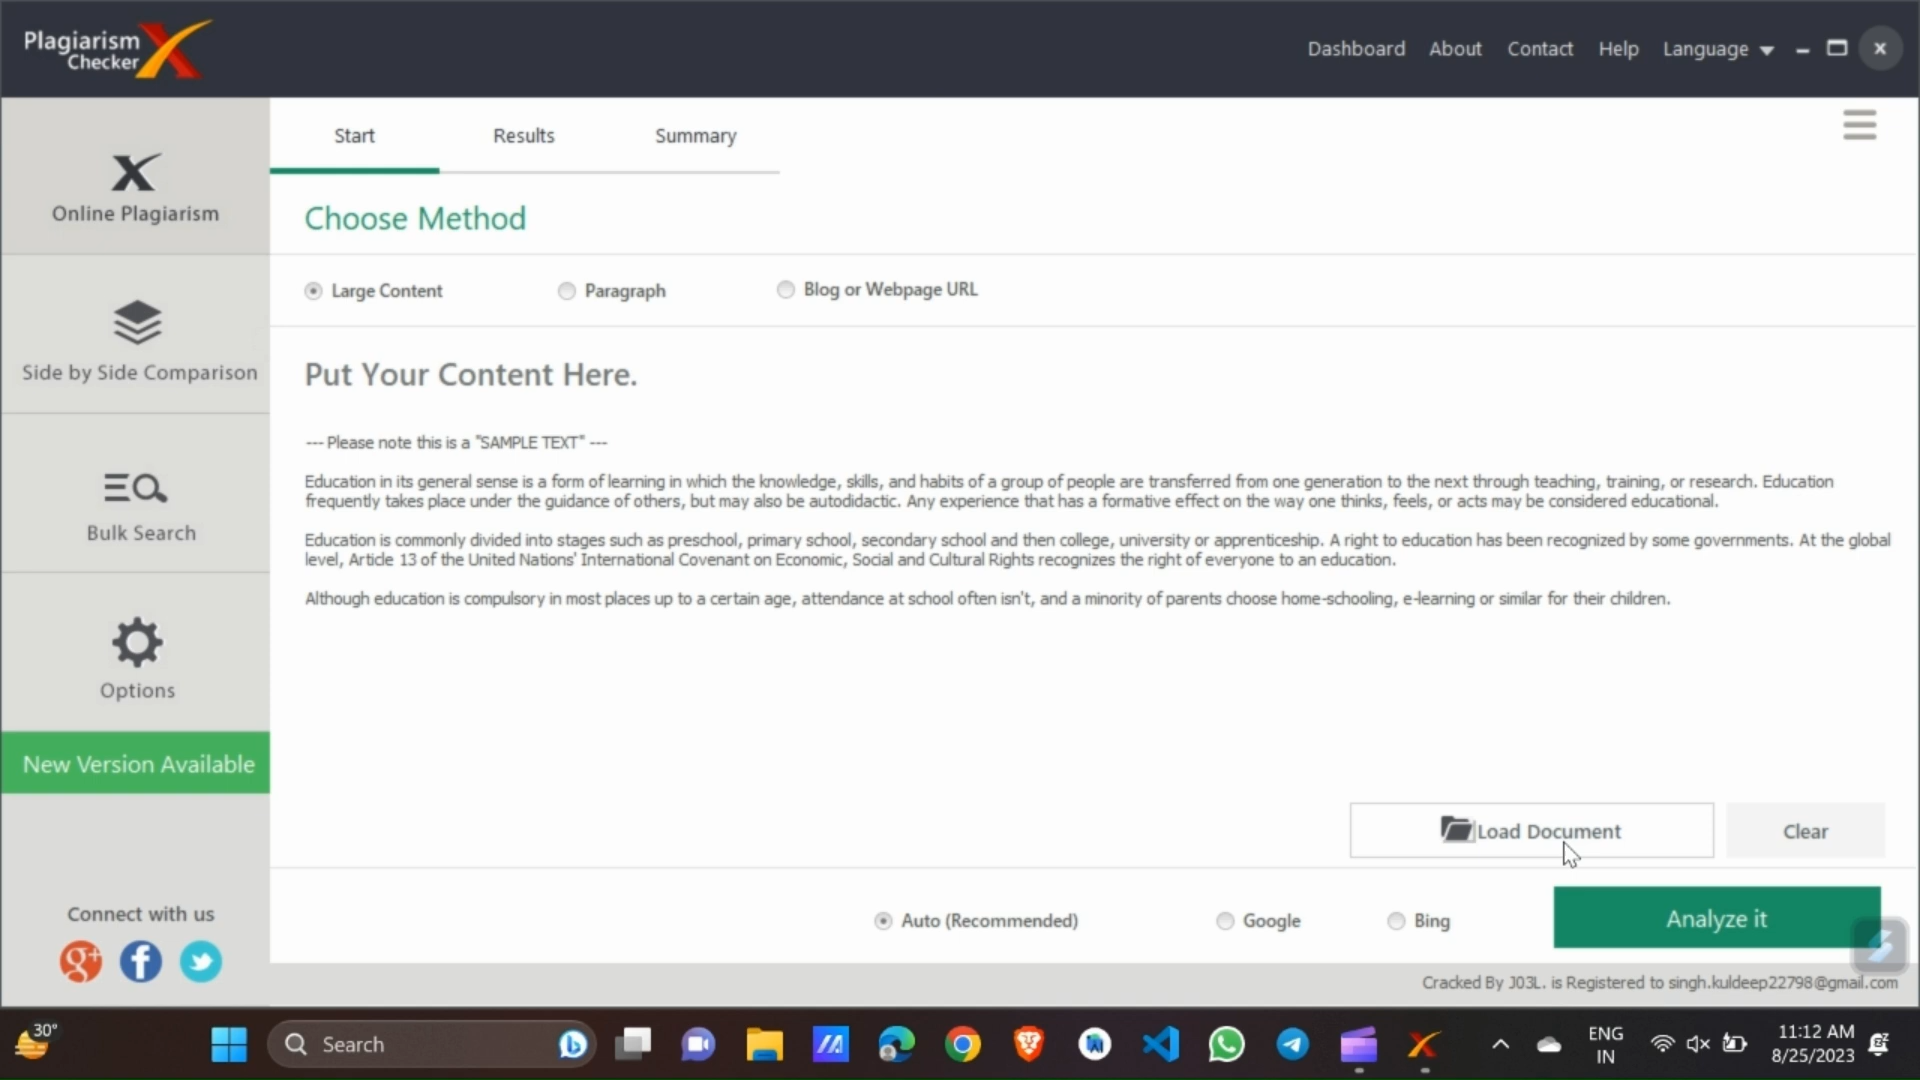 Plagiarism
Checker
Dashboard About Contact Help Language
Start Results Summary
Online Plagiarism
Choose Method
Large Content Paragraph Blog or Webpage URL
Side by Side Comparison
Put Your Content Here.
--- Please note this is a "SAMPLE TEXT" ---
Education in its general sense is a form of learning in which the knowledge, skills, and habits of a group of people are transferred from one generation to the next through teaching, training, or research. Education
frequently takes place under the guidance of others, but may also be autodidactic. Any experience that has a formative effect on the way one thinks, feels, or acts may be considered educational.
Bulk Search
Education is commonly divided into stages such as preschool, primary school, secondary school and then college, university or apprenticeship. A right to education has been recognized by some governments. At the global
level, Article 13 of the United Nations' International Covenant on Economic, Social and Cultural Rights recognizes the right of everyone to an education.
Although education is compulsory in most places up to a certain age, attendance at school often isn't, and a minority of parents choose home-schooling, e-learning or similar for their children.
Options
New Version Available
Load Document Clear
Connect with us
Auto (Recommended) Google Bing Analyze it
Cracked By J03L. is Registered to singh.kuldeep22798@gmail.com
30°
Search
ENG
IN
11:12 AM
8/25/2023